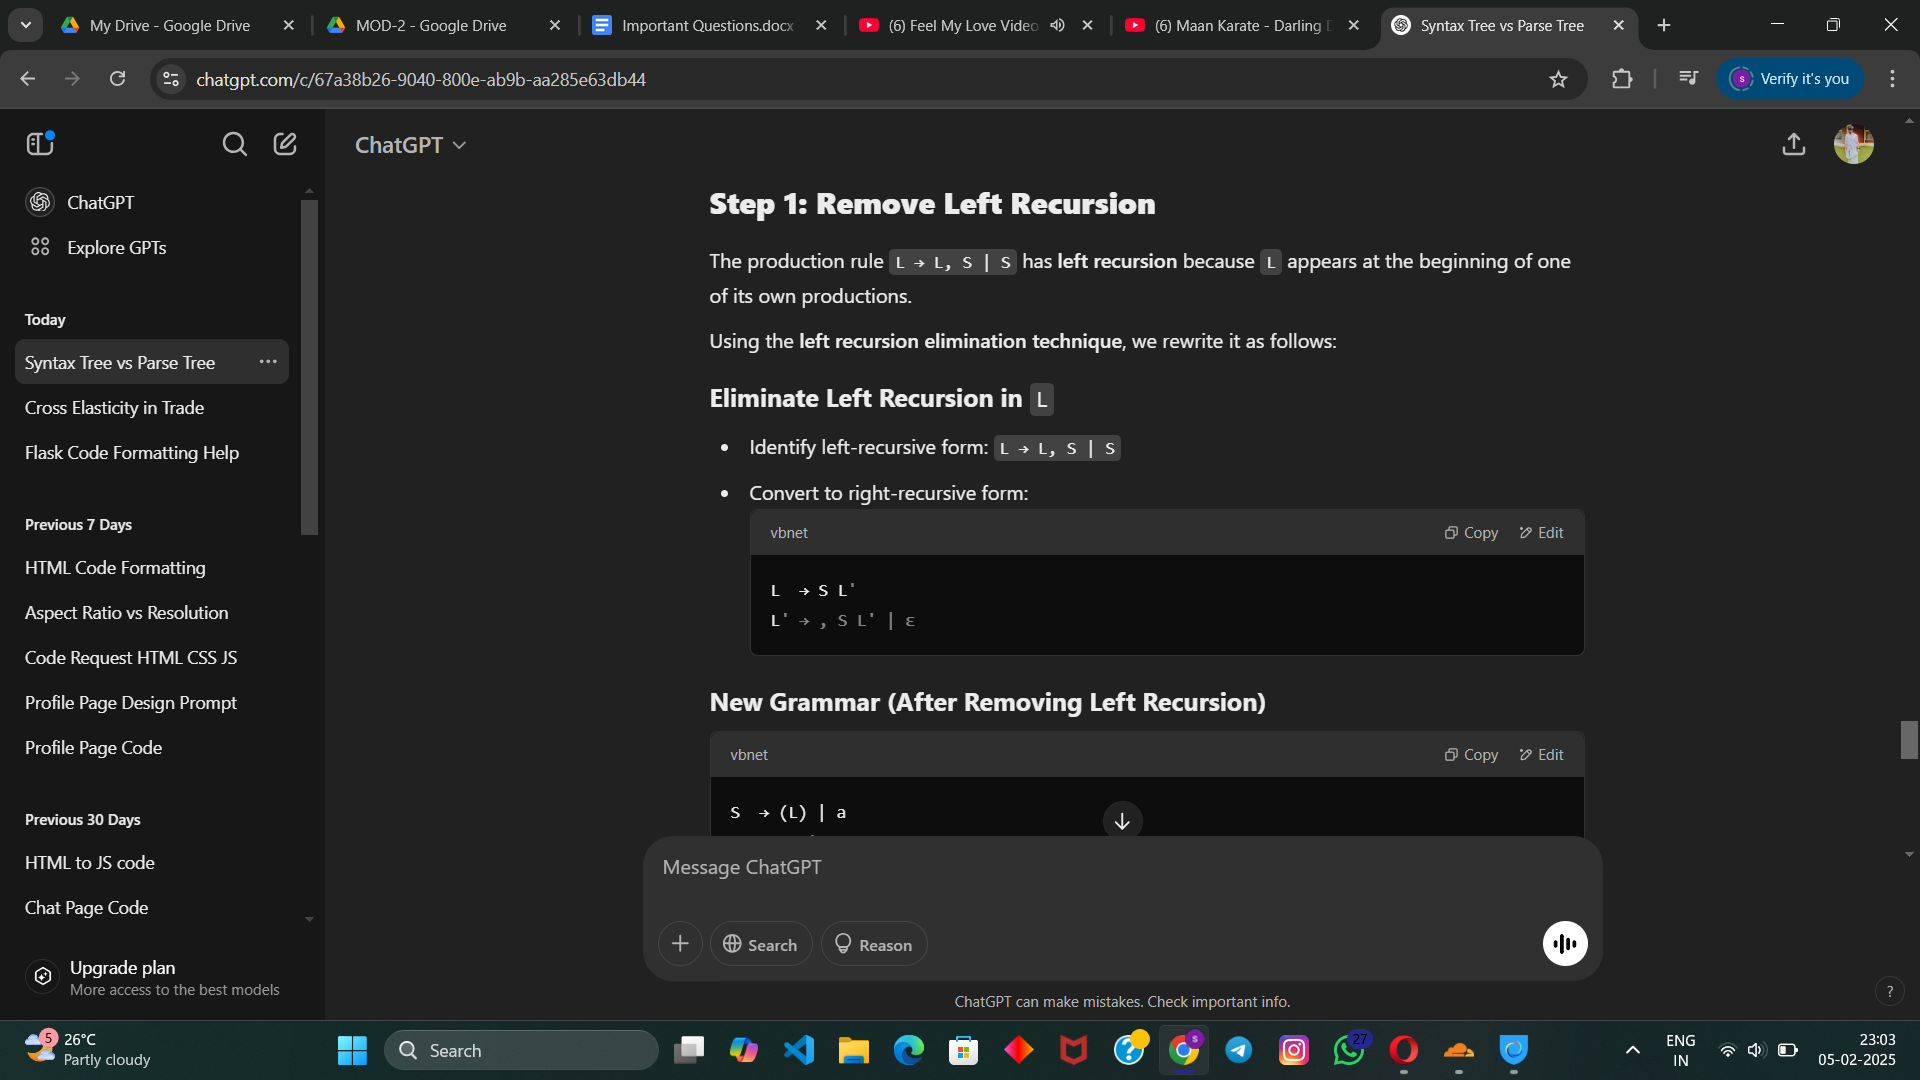 My Drive - Google Drive
MOD-2 - Google Drive
Important Questions.docx
(6) Feel My Love Video
(6) Maan Karate - Darling D
Syntax Tree vs Parse Tree
chatgpt.com/c/67a38b26-9040-800e-ab9b-aa285e63db44
s
Verify it's you
ChatGPT
Explore GPTs
Today
Syntax Tree vs Parse Tree
Cross Elasticity in Trade
Flask Code Formatting Help
Previous 7 Days
HTML Code Formatting
Aspect Ratio vs Resolution
Code Request HTML CSS JS
Profile Page Design Prompt
Profile Page Code
Previous 30 Days
HTML to JS code
Chat Page Code
Upgrade plan
More access to the best models
ChatGPT
Step 1: Remove Left Recursion
The production rule L → L, S | S has left recursion because L appears at the beginning of one
of its own productions.
Using the left recursion elimination technique, we rewrite it as follows:
Eliminate Left Recursion in L
• Identify left-recursive form: L → L, S | S
• Convert to right-recursive form:
vbnet
Copy
Edit
L → S L'
L' → , S L' | ε
New Grammar (After Removing Left Recursion)
vbnet
Copy
Edit
S → (L) | a
Message ChatGPT
Search
Reason
ChatGPT can make mistakes. Check important info.
?
5
26°C
Partly cloudy
Search
s
27
ENG
IN
23:03
05-02-2025